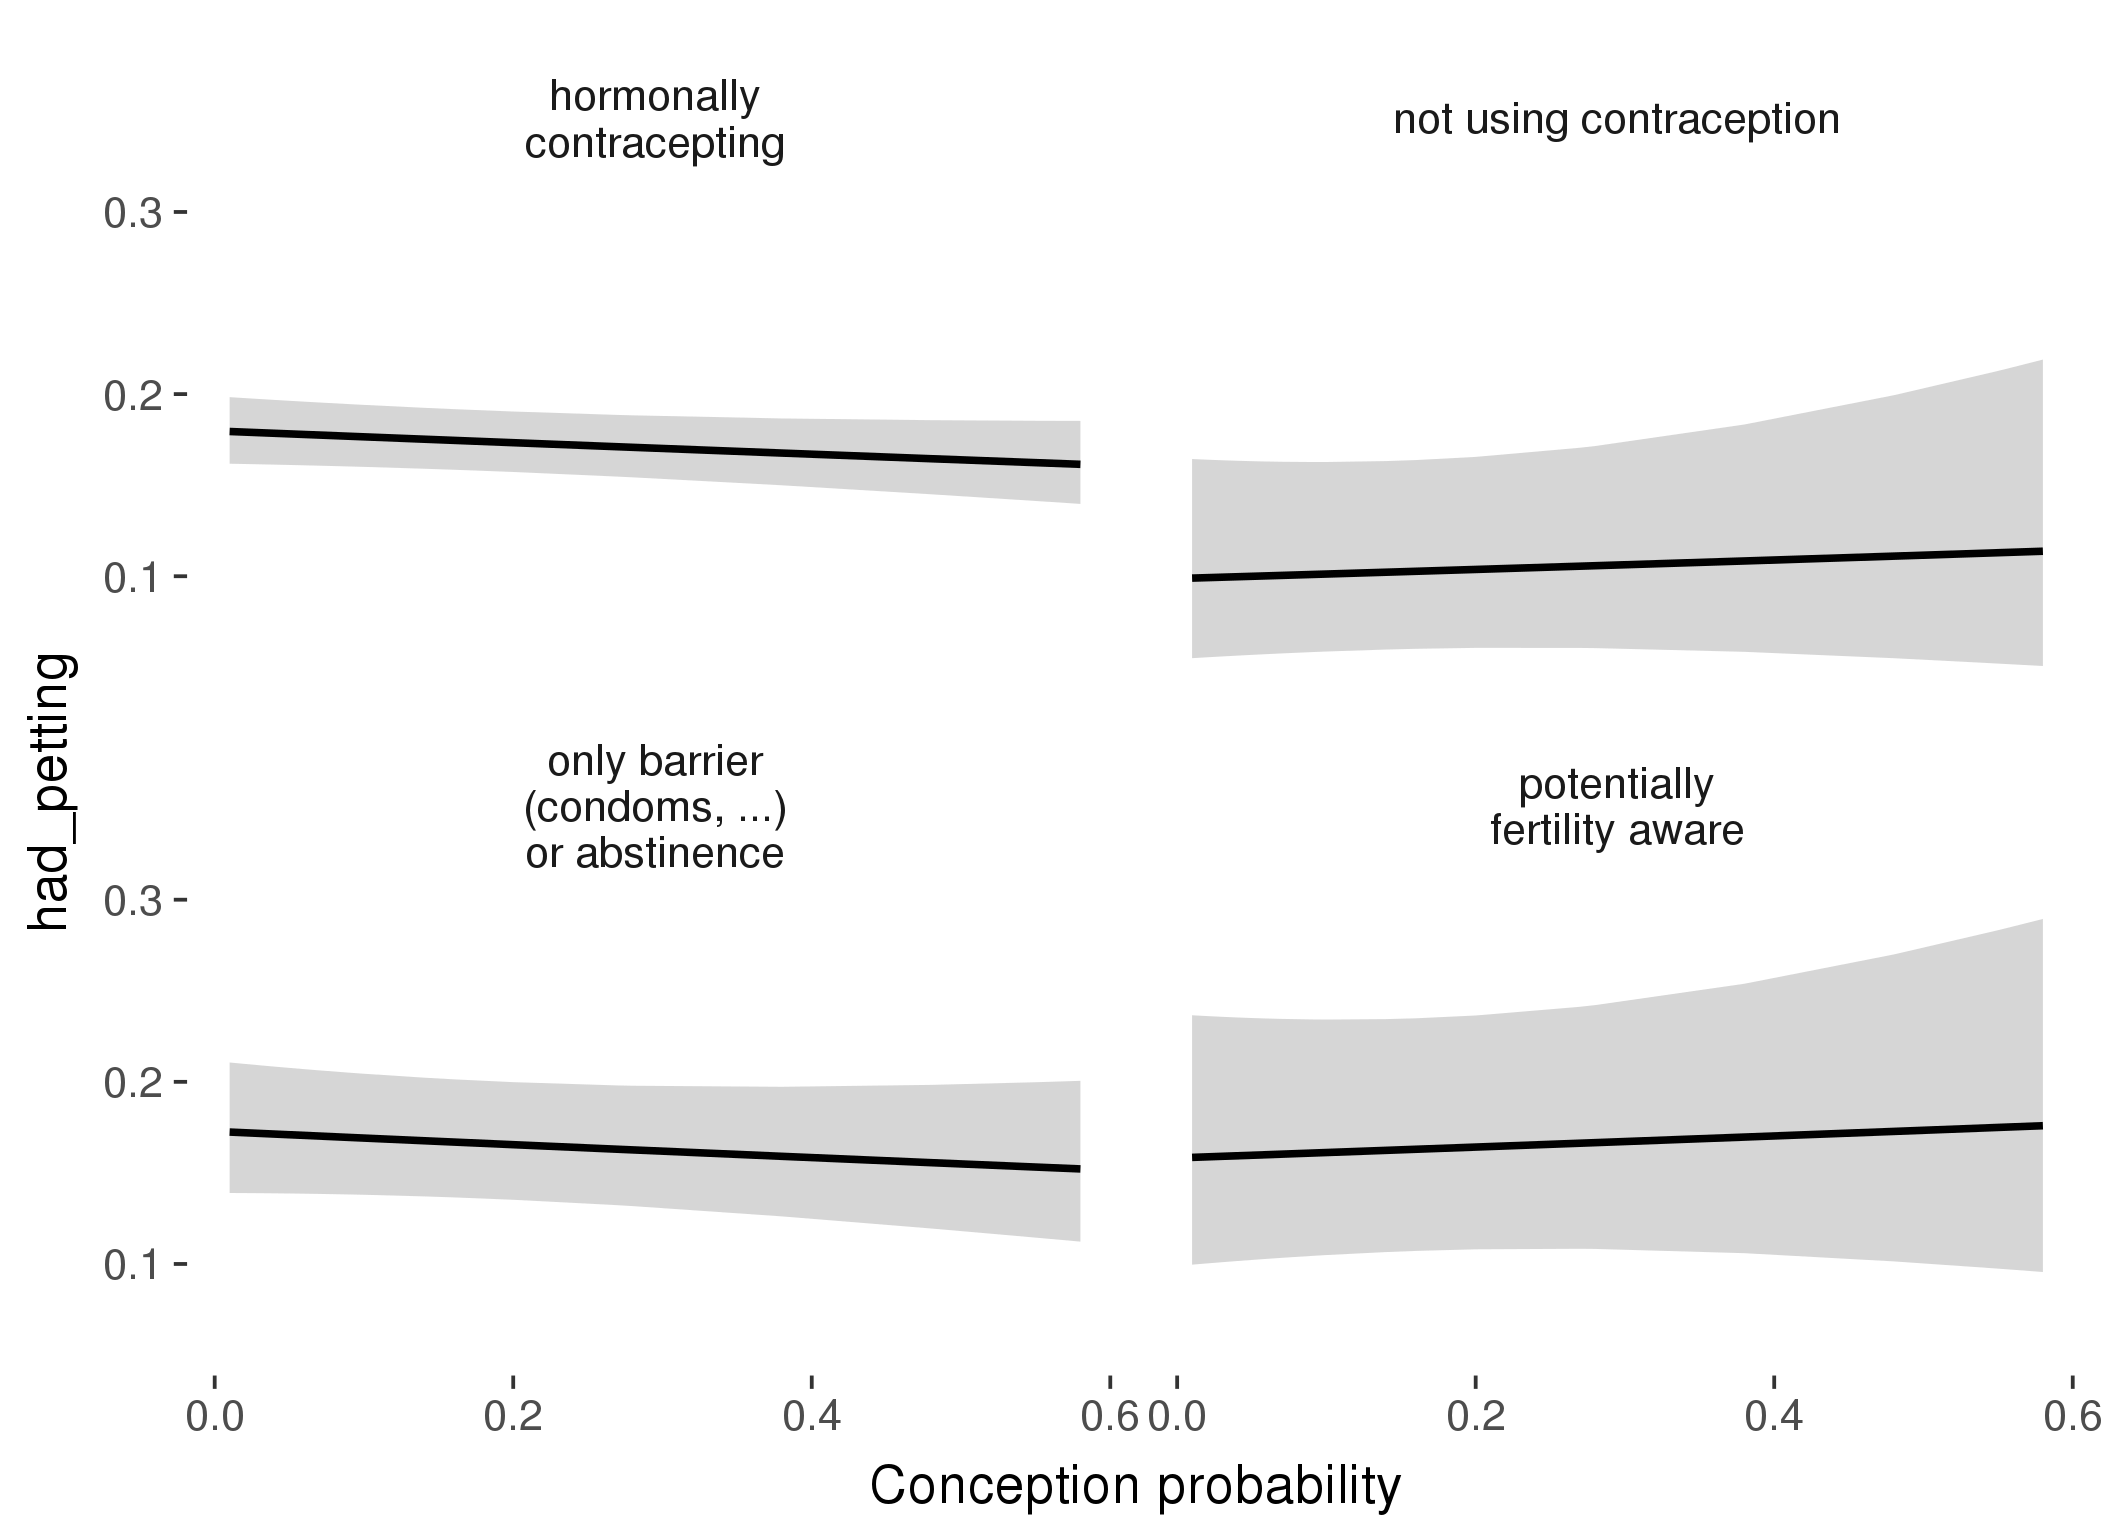 hormonally
contracepting
not using contraception
0.3
0.2
0.1
only barrier
(condoms, ...)
or abstinence
potentially
fertility aware
0.3
0.2
0.1
had_petting
0.0 0.2 0.4 0.6 0.0 0.2 0.4 0.6
Conception probability